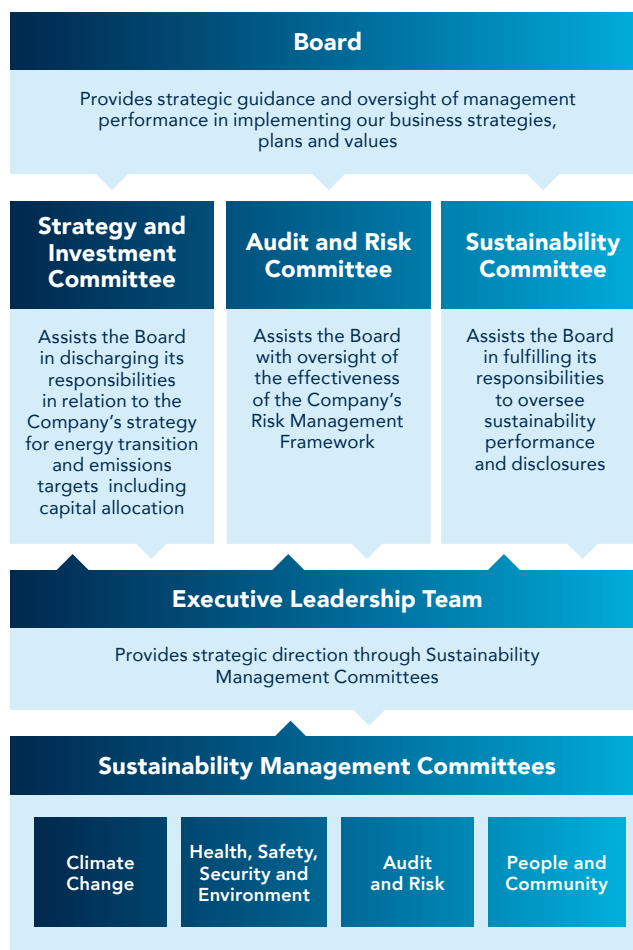 Board
Provides strategic guidance and oversight of management
performance in implementing our business strategies,
plans and values
Strategy and
Investment
Committee
Assists the Board
in discharging its
responsibilities
in relation to the
Company's strategy
for energy transition
and emissions
targets including
capital allocation
Audit and Risk
Committee
Assists the Board
with oversight of
the effectiveness
of the Company's
Risk Management
Framework
Sustainability
Committee
Assists the Board
in fulfilling its
responsibilities
to oversee
sustainability
performance
and disclosures
Executive Leadership Team
Provides strategic direction through Sustainability
Management Committees
Sustainability Management Committees
Climate
Change
Health, Safety,
Security and
Environment
Audit
and Risk
People and
Community